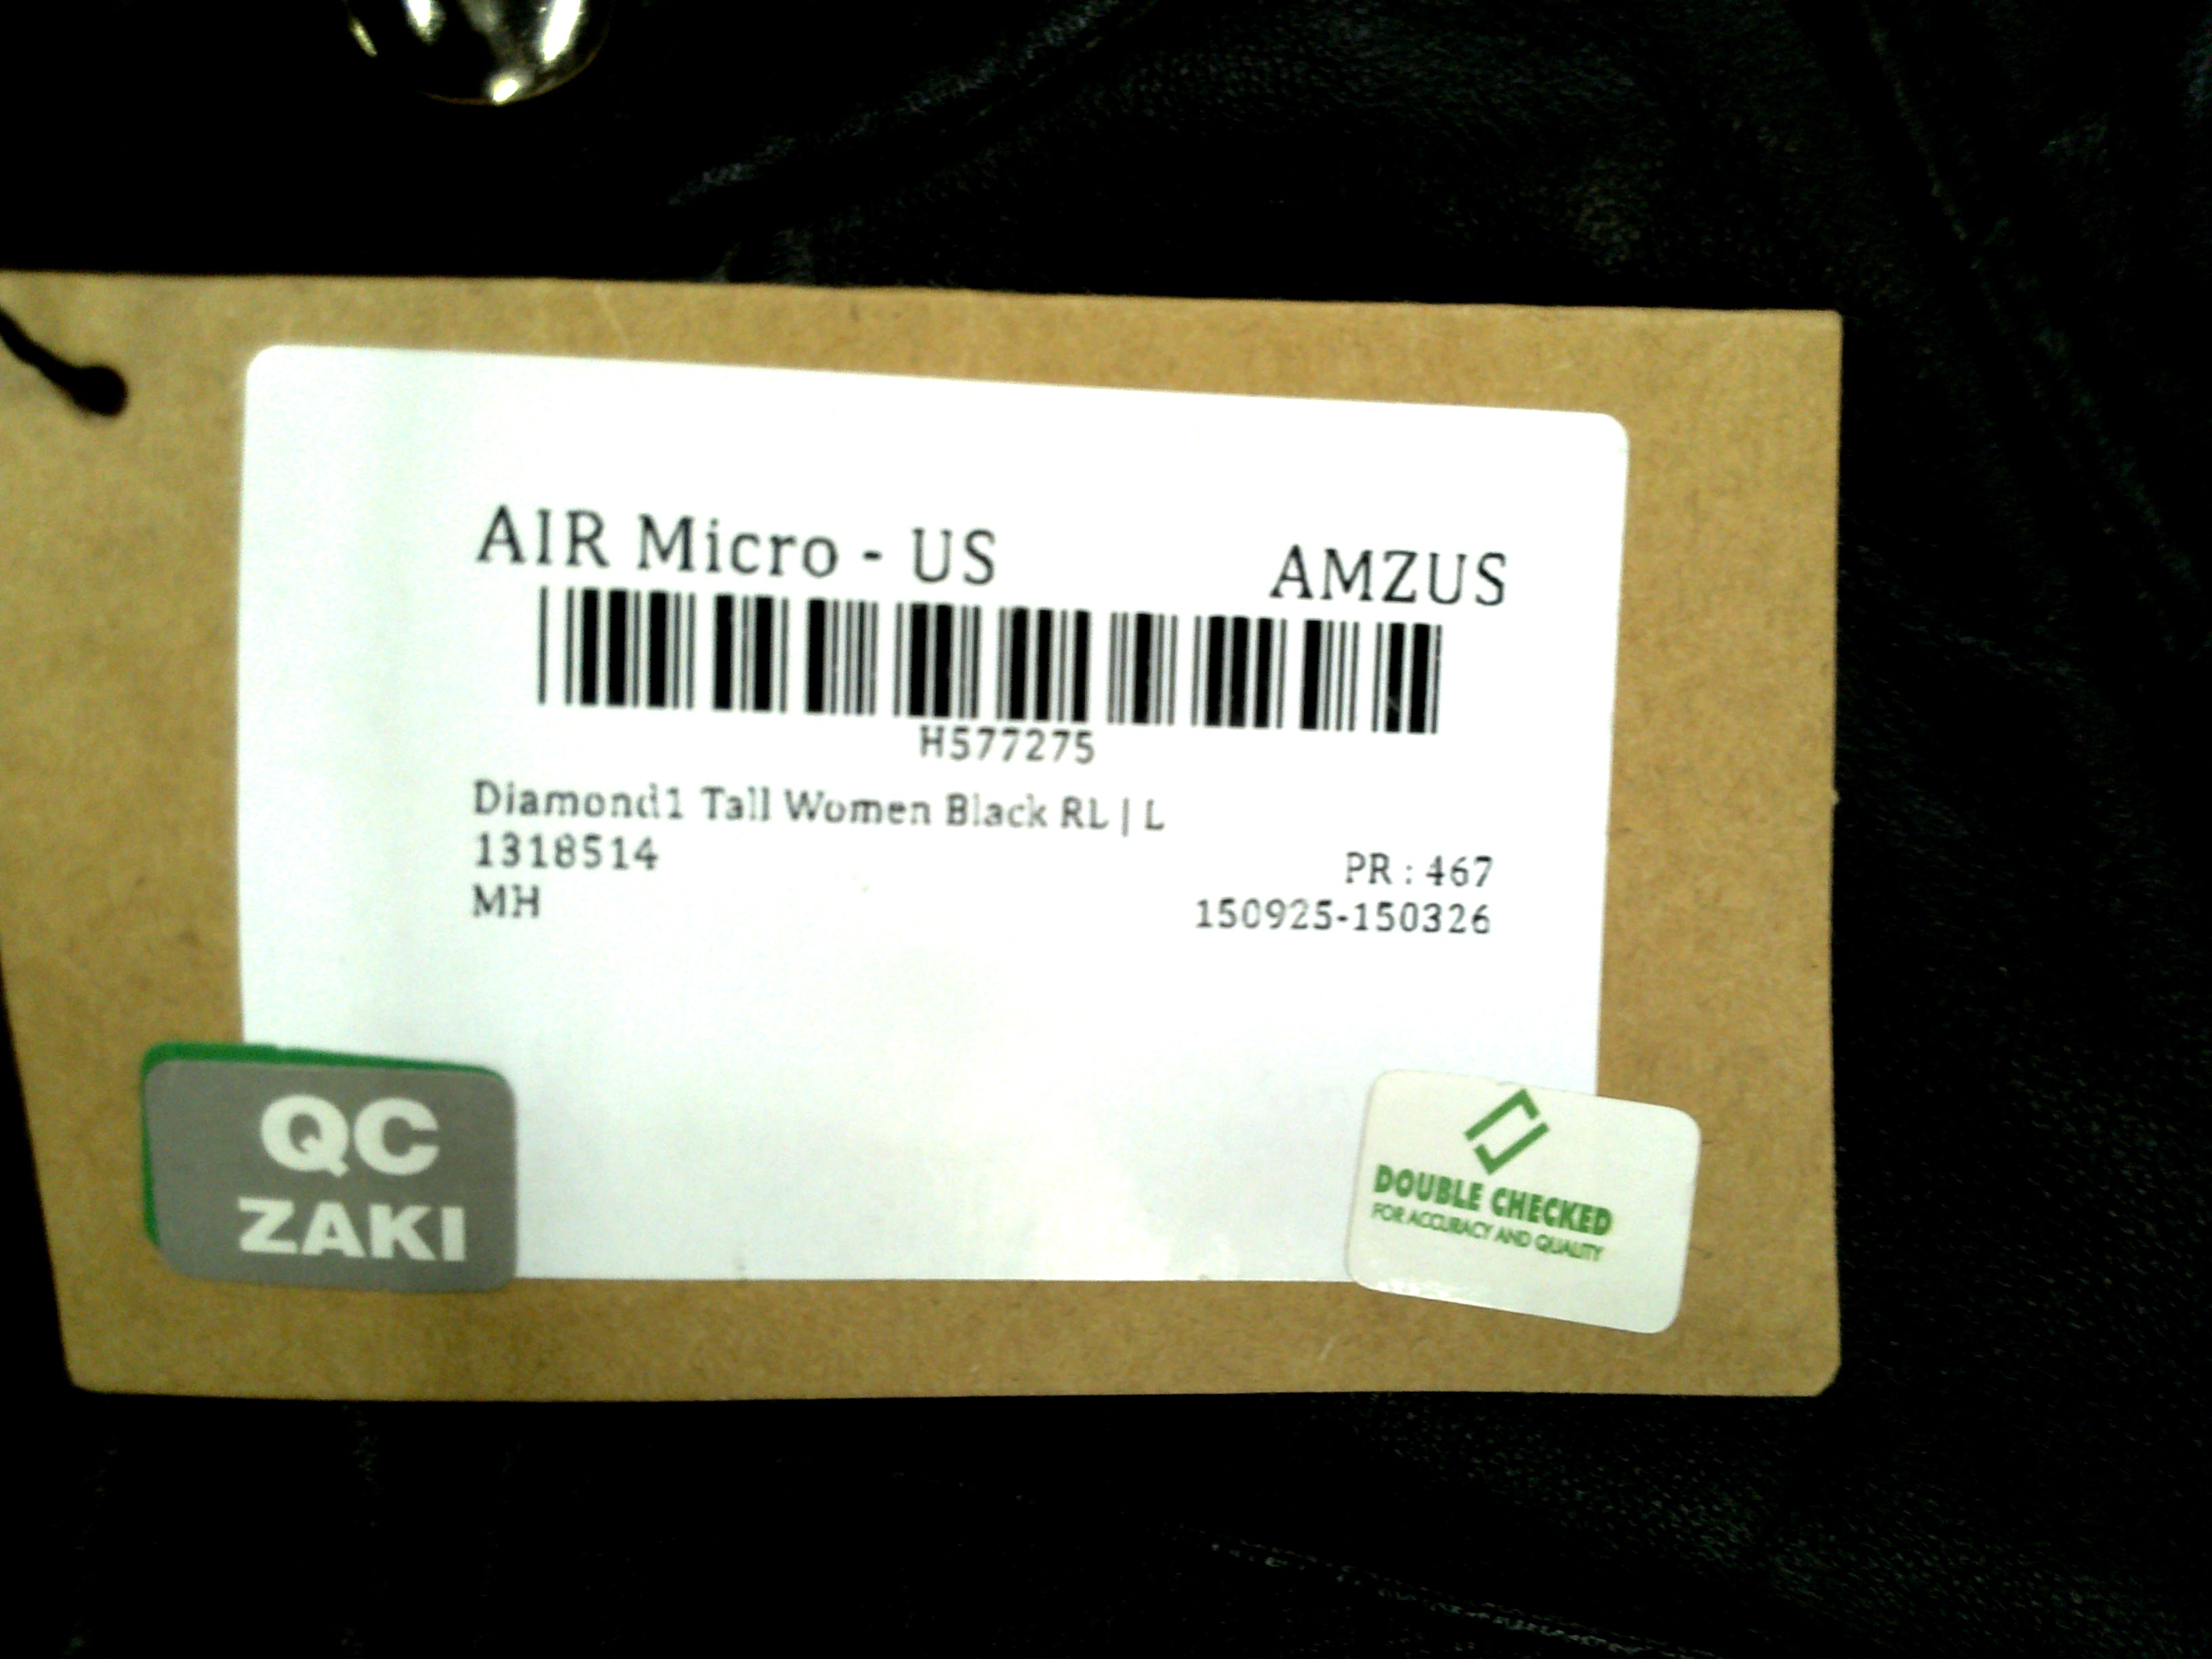 AIR Micro - US AMZUS
H577275
Diamond1 Tall Women Black RL | L
1318514 PR : 467
MH 150925-150326
QC
ZAKI
DOUBLE CHECKED
FOR ACCURACY AND QUALITY